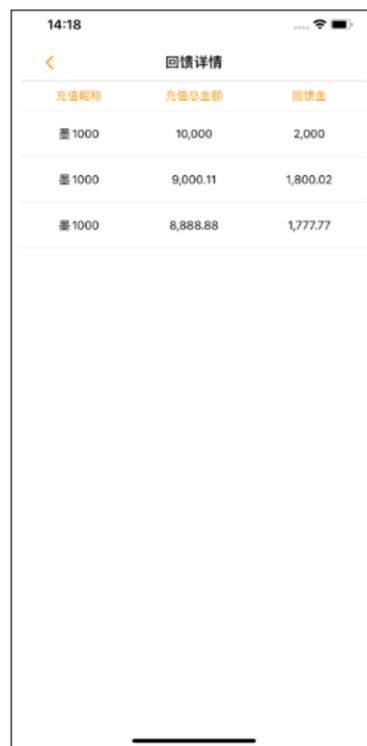 14:18
回馈详情
充值昵称 充值总金额 回馈金
墨1000 10,000 2,000
墨1000 9,000.11 1,800.02
墨1000 8,888.88 1,777.77